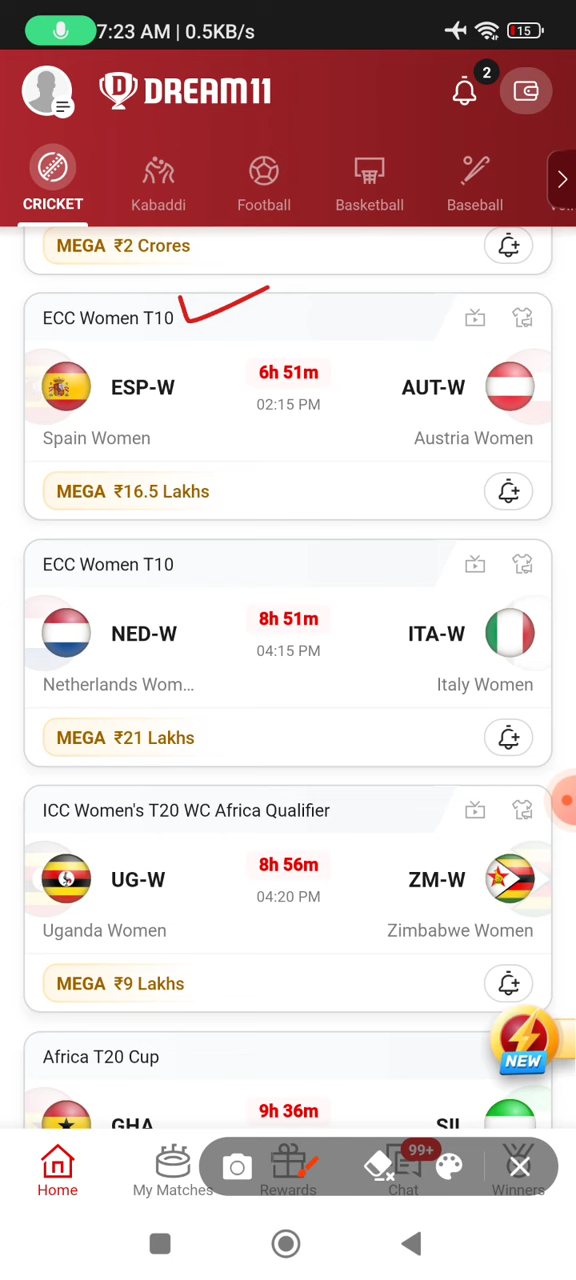 7:23 AM | 0.5KB/s
15
DREAM11
2
CRICKET
Kabaddi
Football
Basketball
Baseball
MEGA ₹2 Crores
ECC Women T10
ESP-W
6h 51m
AUT-W
02:15 PM
Spain Women
Austria Women
MEGA ₹16.5 Lakhs
ECC Women T10
NED-W
8h 51m
ITA-W
04:15 PM
Netherlands Wom...
Italy Women
MEGA ₹21 Lakhs
ICC Women's T20 WC Africa Qualifier
UG-W
8h 56m
ZM-W
04:20 PM
Uganda Women
Zimbabwe Women
MEGA ₹9 Lakhs
Africa T20 Cup
NEW
GHA
9h 36m
99+
Home
My Matches
Rewards
Chat
Winners